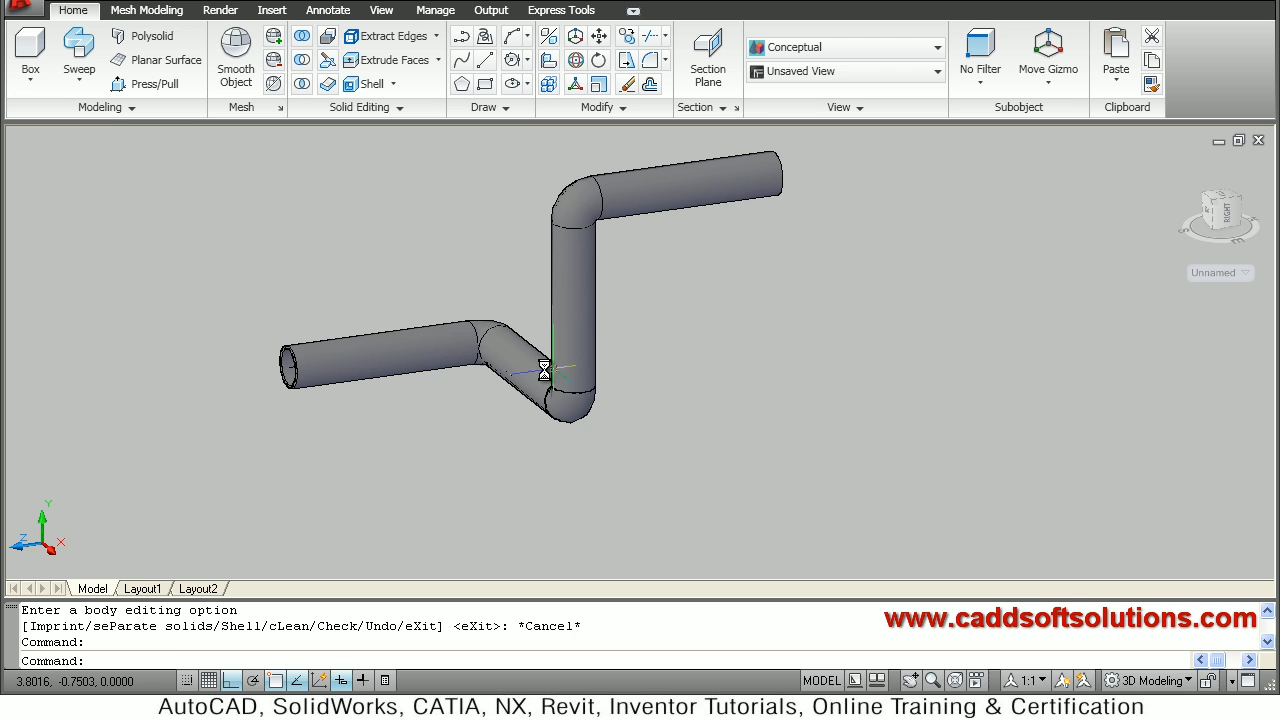 Home Mesh Modeling Render Insert Annotate View Manage Output Express Tools
Box
Sweep
Polysolid
Planar Surface
Press/Pull
Modeling
Smooth Object
Mesh
Extract Edges
Extrude Faces
Shell
Solid Editing
Draw
Modify
Section Plane
Section
Conceptual
Unsaved View
View
No Filter
Move Gizmo
Subobject
Paste
Clipboard
RIGHT
S
E
Unnamed
Y
Z
X
Model Layout1 Layout2
Enter a body editing option
[Imprint/seParate solids/Shell/cLean/Check/Undo/eXit] <eXit>: *Cancel*
Command:
Command:
www.caddsoftsolutions.com
3.8016, -0.7503, 0.0000
MODEL
1:1
3D Modeling
AutoCAD, SolidWorks, CATIA, NX, Revit, Inventor Tutorials, Online Training & Certification